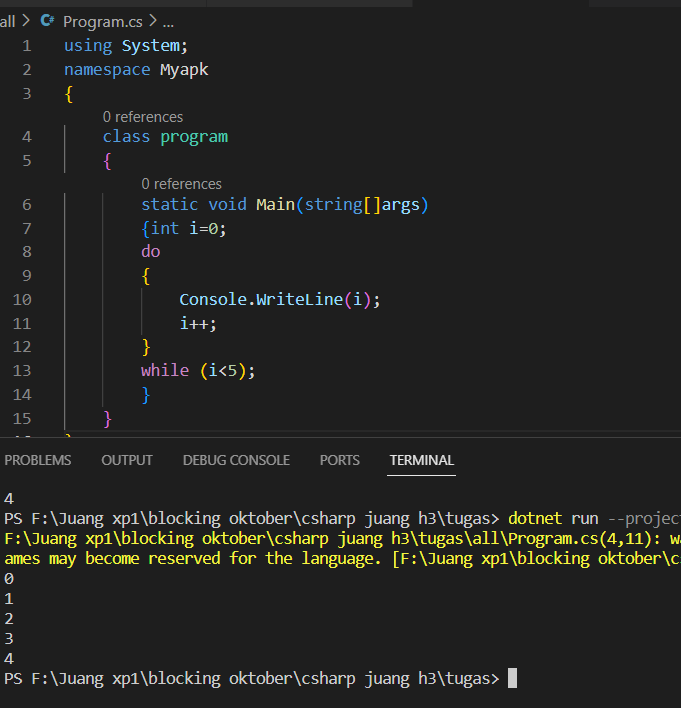 all > Program.cs > ...
1 using System;
2 namespace Myapk
3 {
0 references
4 class program
5 {
0 references
6 static void Main(string[]args)
7 {int i=0;
8 do
9 {
10 Console.WriteLine(i);
11 i++;
12 }
13 while (i<5);
14 }
15 }
PROBLEMS OUTPUT DEBUG CONSOLE PORTS TERMINAL
4
PS F:\Juang xp1\blocking oktober\csharp juang h3\tugas> dotnet run --projec
F:\Juang xp1\blocking oktober\csharp juang h3\tugas\all\Program.cs(4,11): wa
ames may become reserved for the language. [F:\Juang xp1\blocking oktober\cs
0
1
2
3
4
PS F:\Juang xp1\blocking oktober\csharp juang h3\tugas>